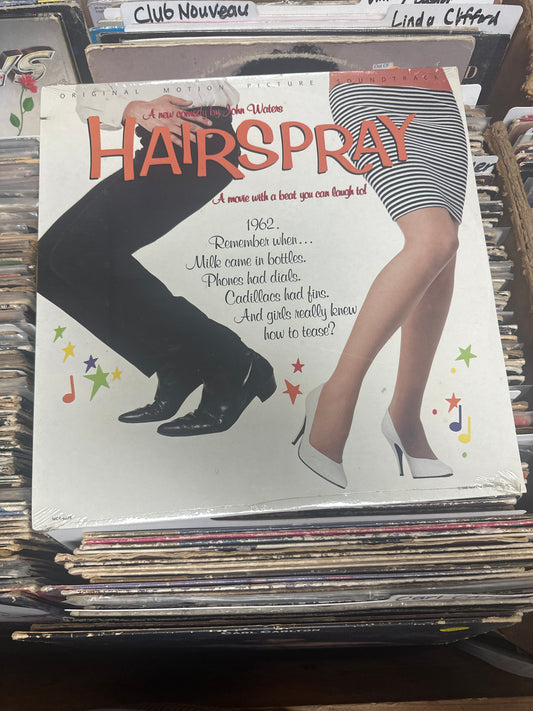 Club Nouveau
Linda Clifford
ORIGINAL MOTION PICTURE SOUNDTRACK
A new comedy by John Waters
HAIRSPRAY
A movie with a beat you can laugh to!
1962.
Remember when...
Milk came in bottles.
Phones had dials.
Cadillacs had fins.
And girls really knew
how to tease?
CARL CARLTON